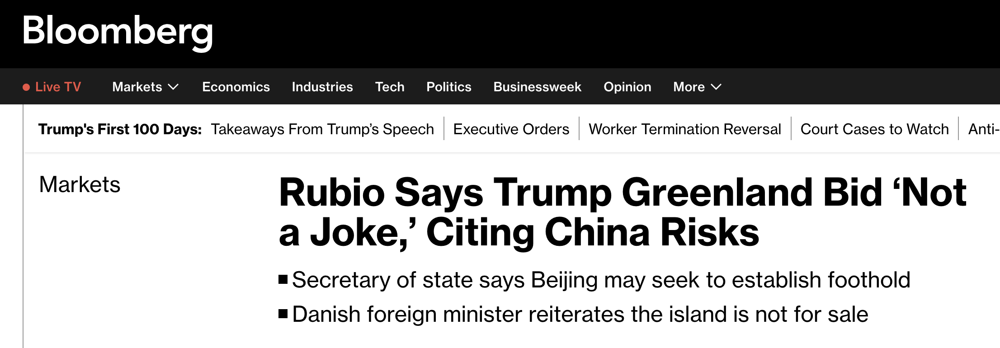 Bloomberg
Live TV Markets Economics Industries Tech Politics Businessweek Opinion More
Trump's First 100 Days: Takeaways From Trump’s Speech Executive Orders Worker Termination Reversal Court Cases to Watch Anti-
Markets
Rubio Says Trump Greenland Bid ‘Not
a Joke,’ Citing China Risks
Secretary of state says Beijing may seek to establish foothold
Danish foreign minister reiterates the island is not for sale